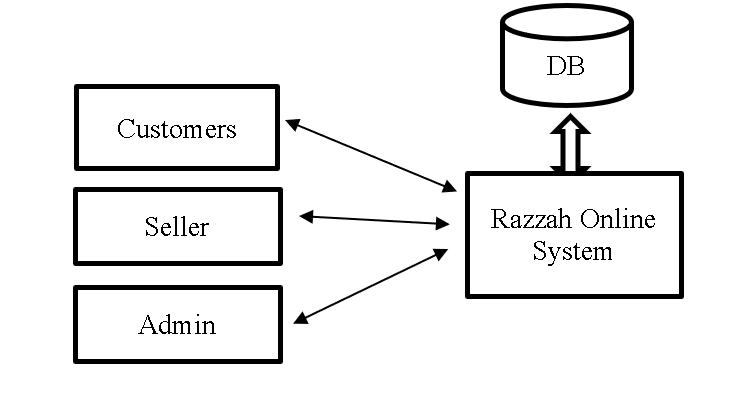 DB
Customers
Seller
Razzah Online
System
Admin